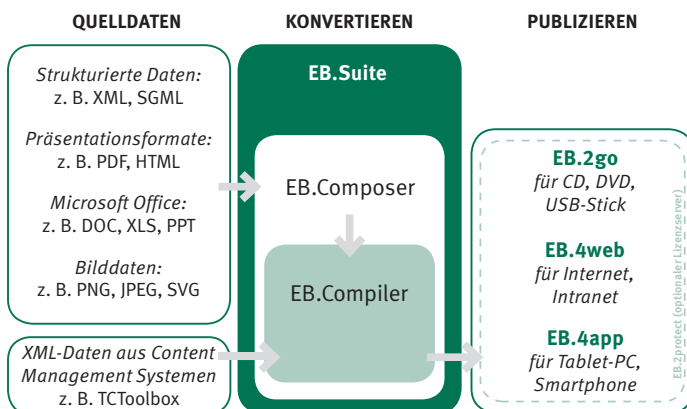 QUELLDATEN
KONVERTIEREN
PUBLIZIEREN
Strukturierte Daten:
z. B. XML, SGML
Präsentationsformate:
z. B. PDF, HTML
Microsoft Office:
z. B. DOC, XLS, PPT
Bilddaten:
z. B. PNG, JPEG, SVG
XML-Daten aus Content
Management Systemen
z. B. TCToolbox
EB.Suite
EB.Composer
EB.Compiler
EB.2go
für CD, DVD,
USB-Stick
EB.4web
für Internet,
Intranet
EB.4app
für Tablet-PC,
Smartphone
EB.2protect (optionaler Lizenzserver)